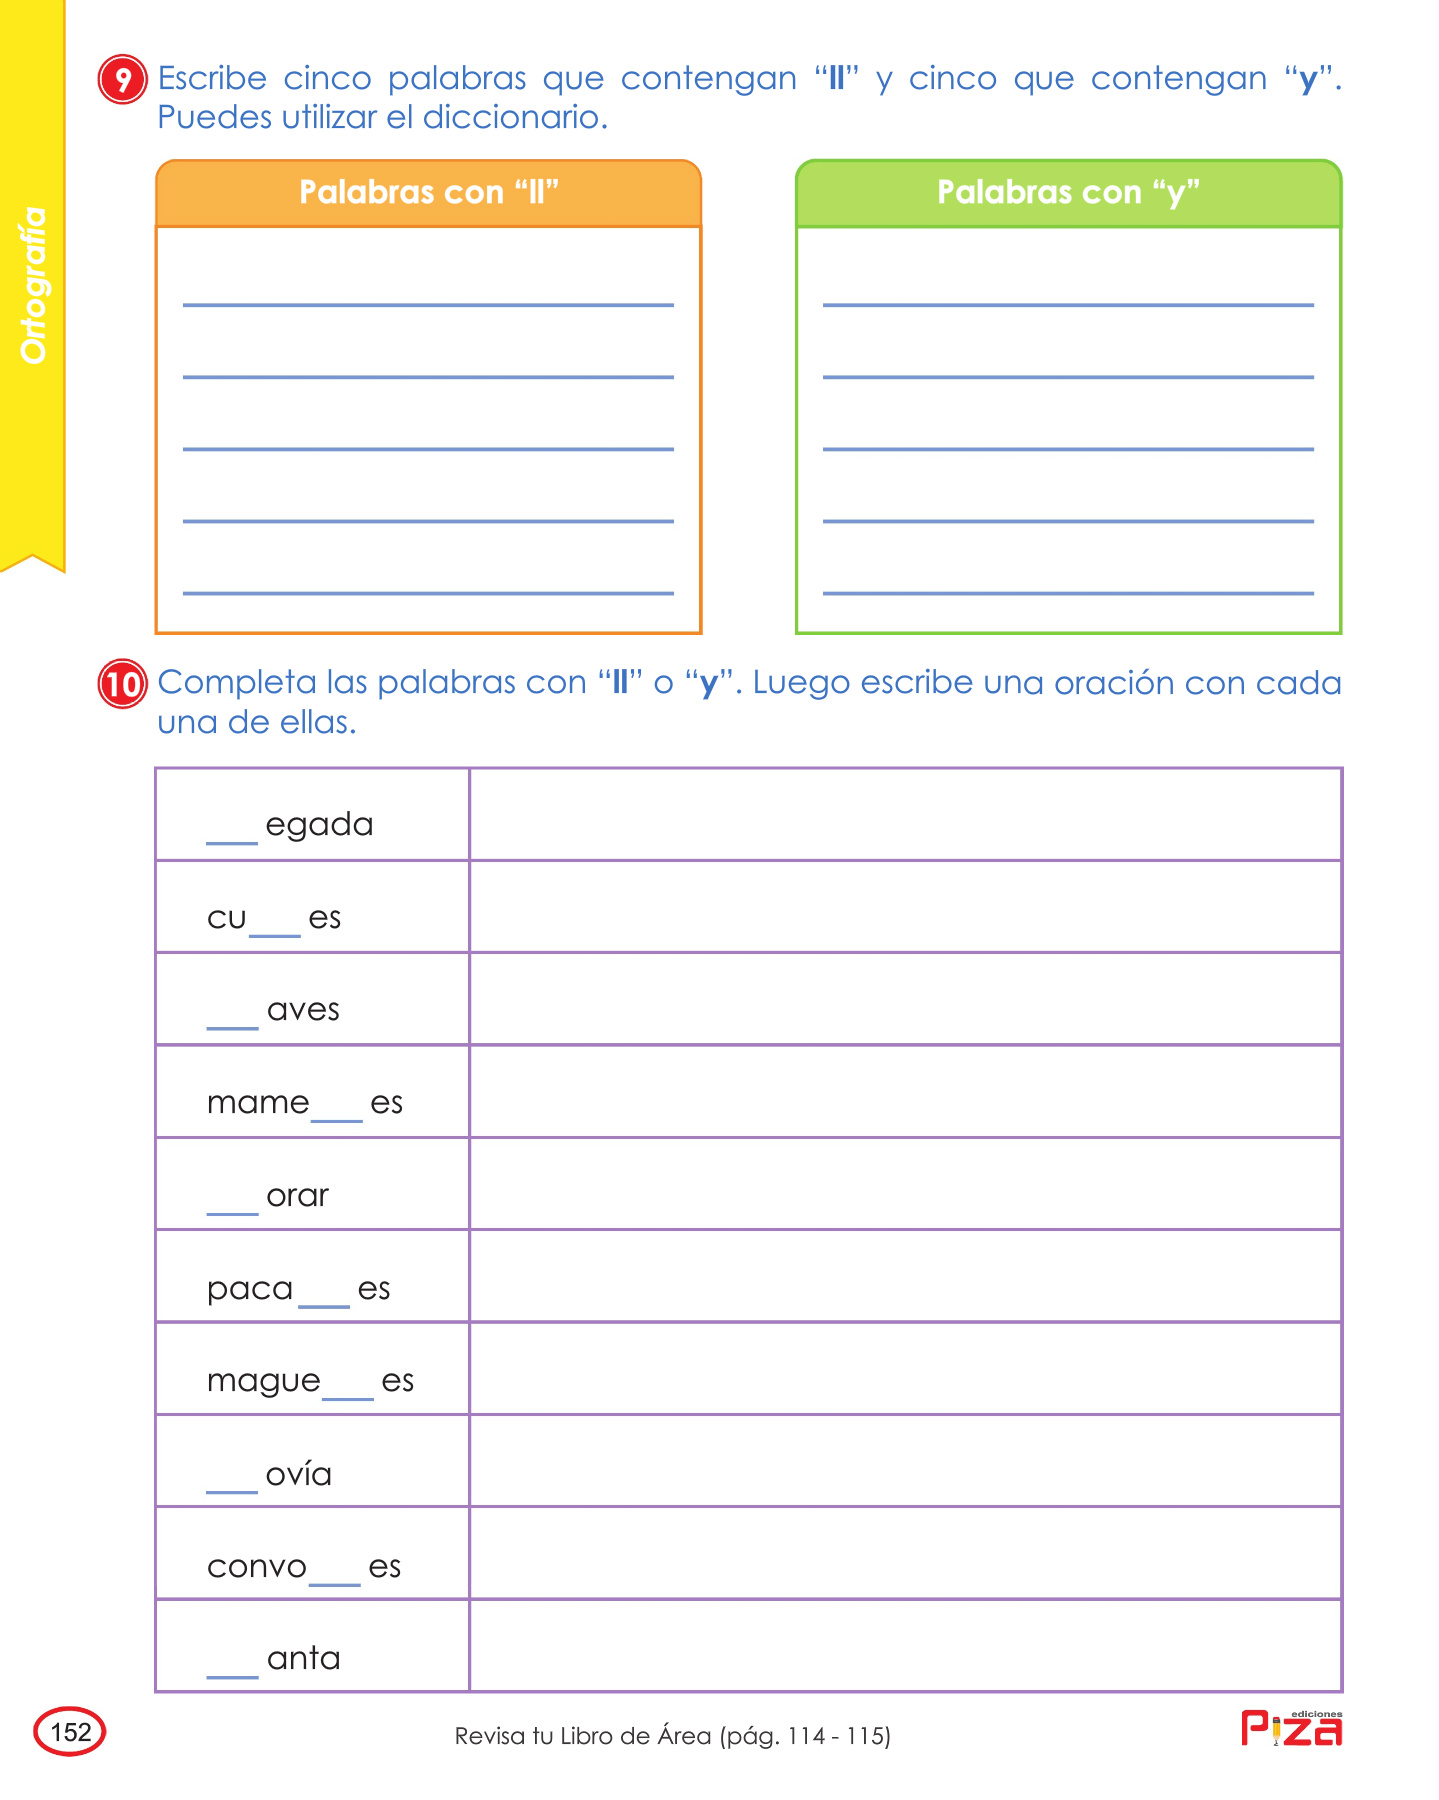 Ortografía
9 Escribe cinco palabras que contengan “ll” y cinco que contengan “y”.
Puedes utilizar el diccionario.
Palabras con “ll”
Palabras con “y”
10 Completa las palabras con “ll” o “y”. Luego escribe una oración con cada
una de ellas.
___ egada
cu___ es
___ aves
mame___ es
___ orar
paca___ es
mague___ es
___ ovía
convo___ es
___ anta
152
Revisa tu Libro de Área (pág. 114 - 115)
ediciones
Piza